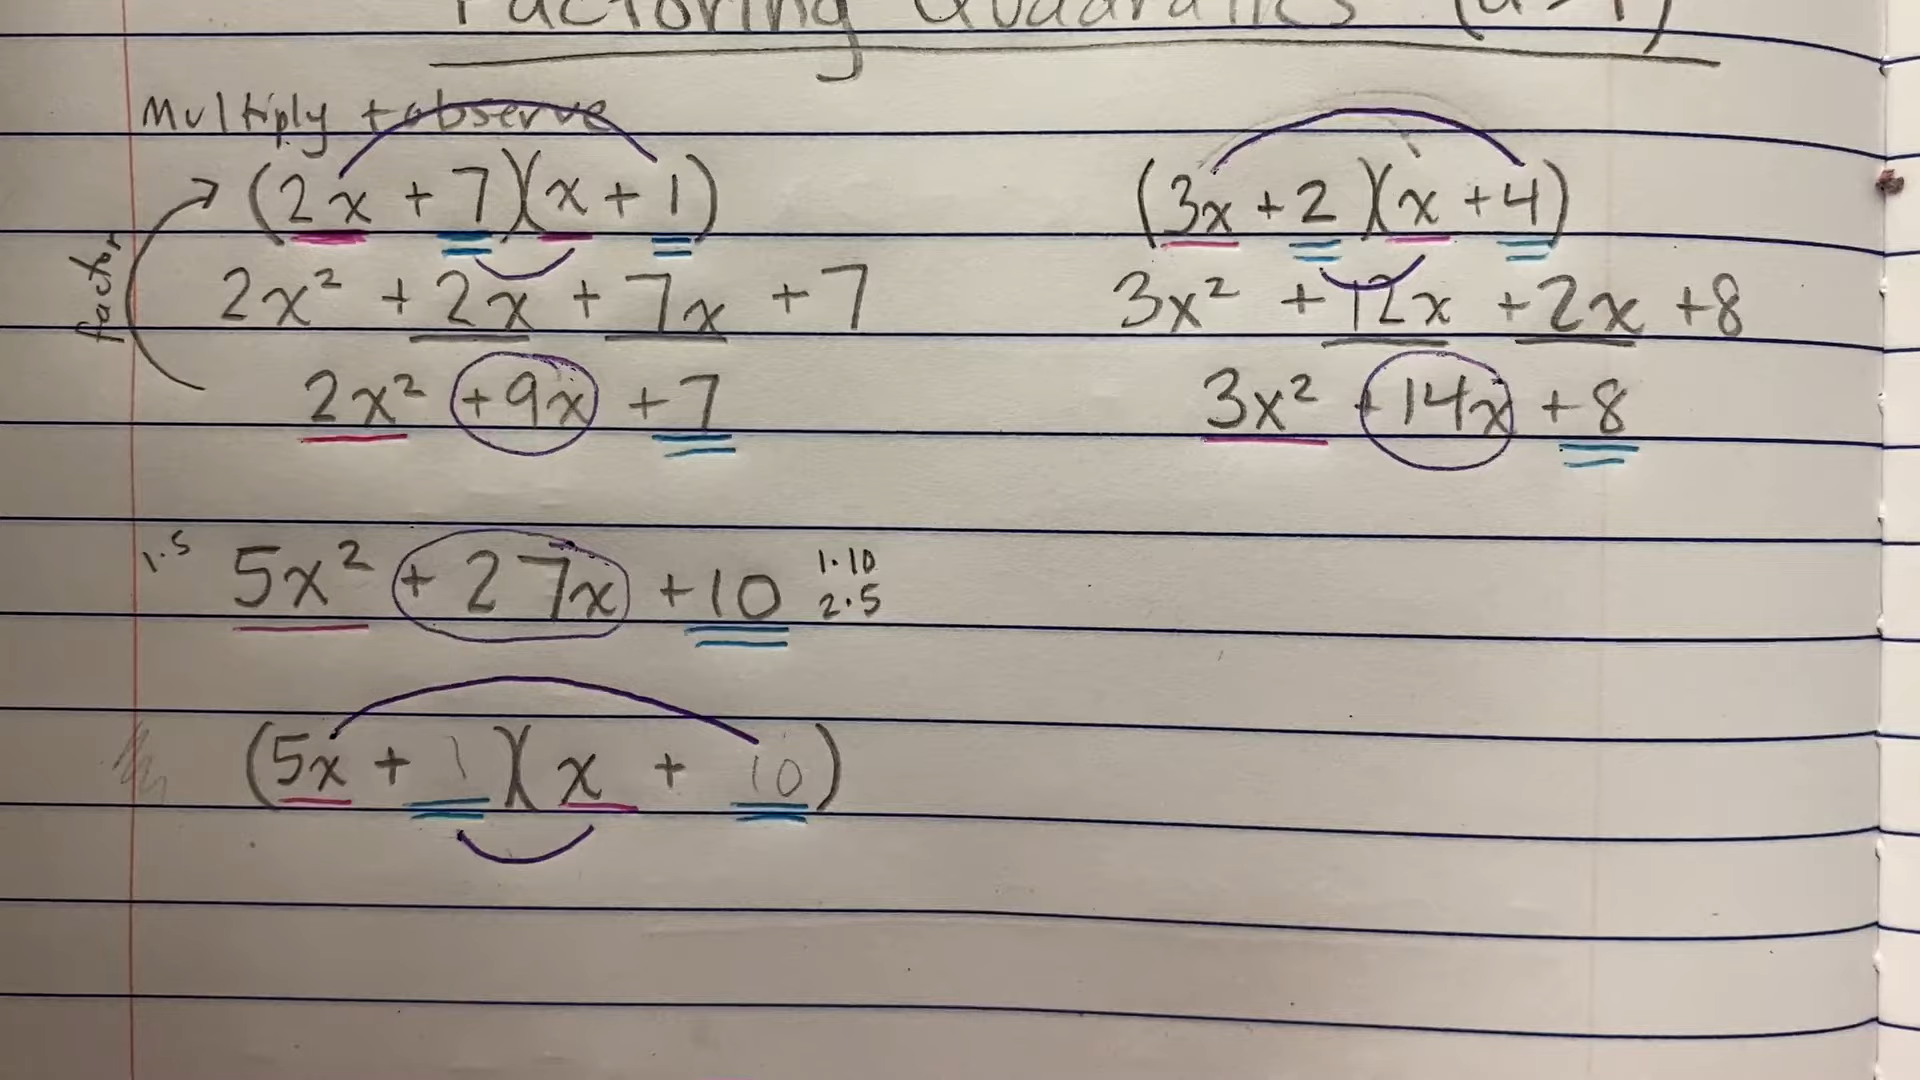 Factoring Quadratics (a>1)
Multiply + observe
(2x + 7)(x + 1)
factor
2x² + 2x + 7x + 7
2x² + 9x + 7
(3x + 2)(x + 4)
3x² + 12x + 2x + 8
3x² + 14x + 8
1·5
5x² + 27x + 10
1·10
2·5
(5x + 1)(x + 10)